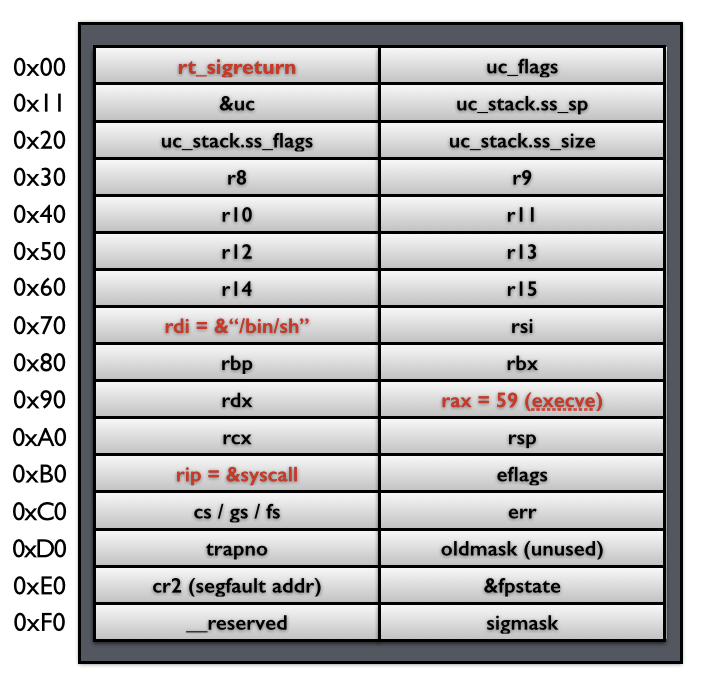 0x00 rt_sigreturn uc_flags
0x11 &uc uc_stack.ss_sp
0x20 uc_stack.ss_flags uc_stack.ss_size
0x30 r8 r9
0x40 r10 r11
0x50 r12 r13
0x60 r14 r15
0x70 rdi = &“/bin/sh” rsi
0x80 rbp rbx
0x90 rdx rax = 59 (execve)
0xA0 rcx rsp
0xB0 rip = &syscall eflags
0xC0 cs / gs / fs err
0xD0 trapno oldmask (unused)
0xE0 cr2 (segfault addr) &fpstate
0xF0 __reserved sigmask